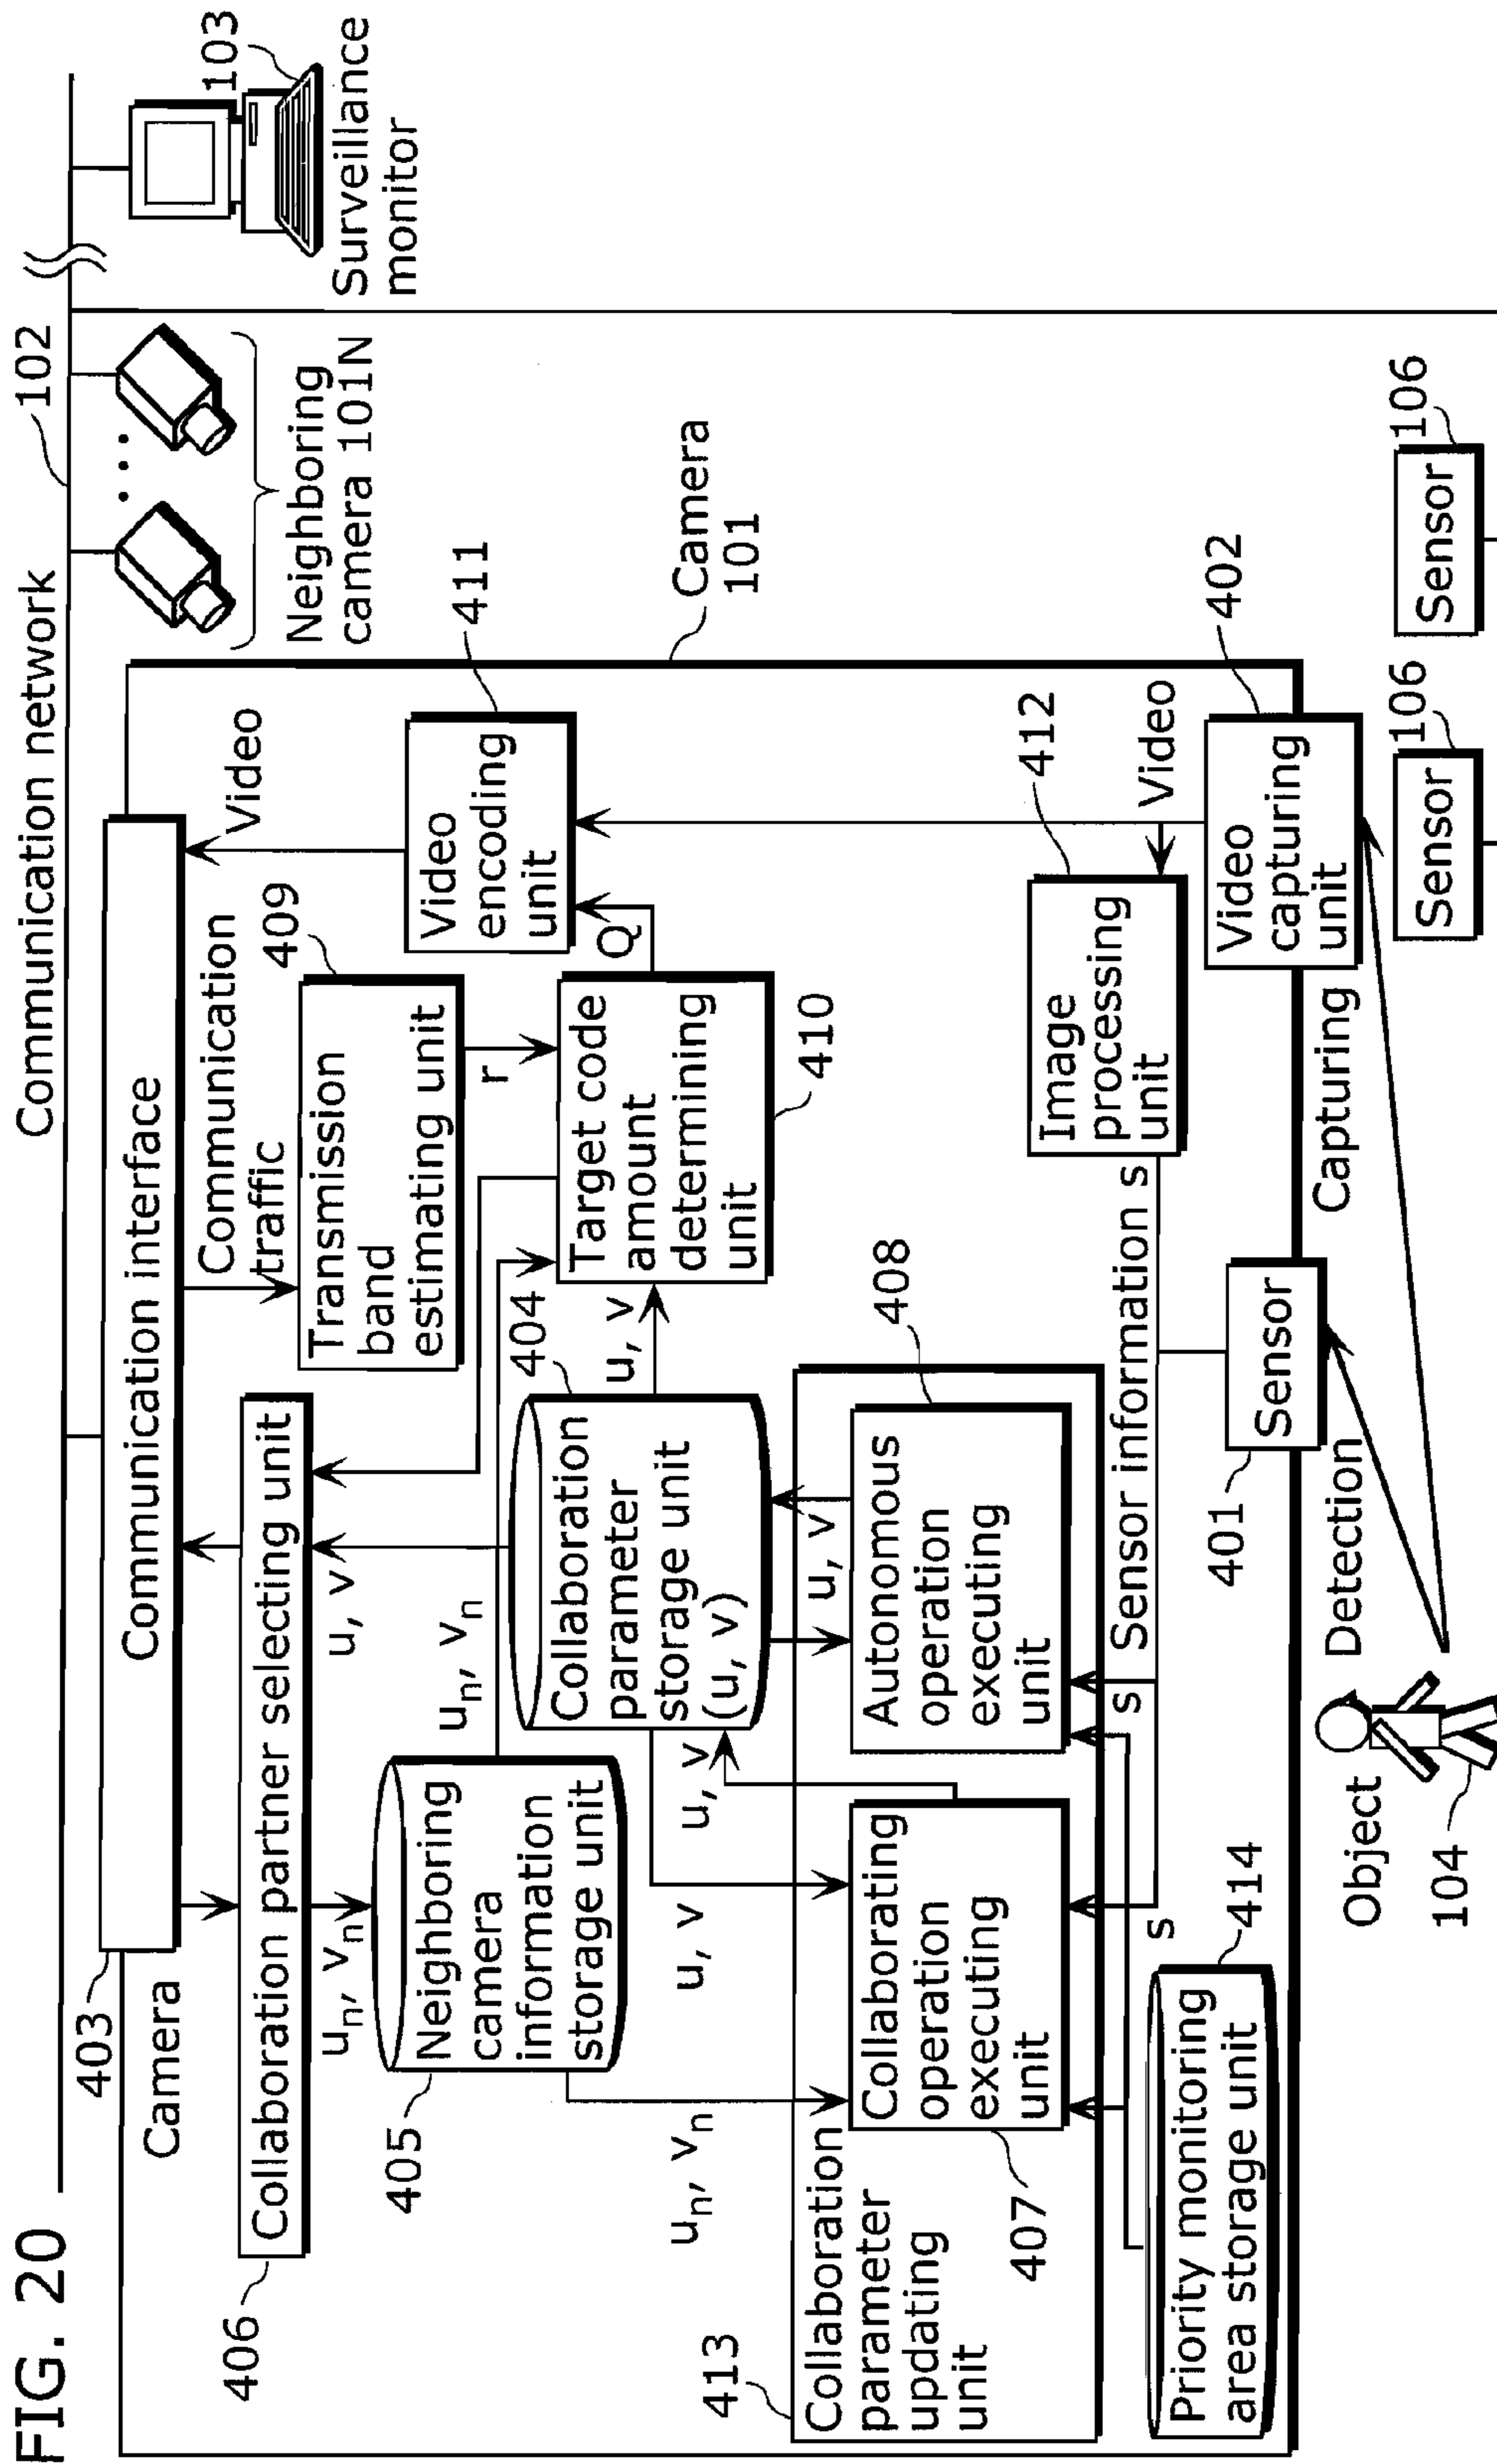 FIG. 20
Communication network
102
103
Surveillance
monitor
Neighboring
camera 101N
403
Camera
Communication interface
Video
Communication
traffic
409
406
Collaboration partner selecting unit
Transmission
band
estimating unit
411
Video
encoding
unit
Camera
101
un, vn
u, v
r
Q
405
Neighboring
camera
information
storage unit
un, vn
404
Collaboration
parameter
storage unit
(u, v)
u, v
Target code
amount
determining
unit
410
un, vn
u, v
u, v
u, v
413
Collaboration
parameter
updating
unit
407
Collaborating
operation
executing
unit
408
Autonomous
operation
executing
unit
412
Image
processing
unit
Video
Sensor information s
s
s
414
Priority monitoring
area storage unit
401
Sensor
402
Video
capturing
unit
Capturing
Detection
Object
104
Sensor
106
Sensor
106